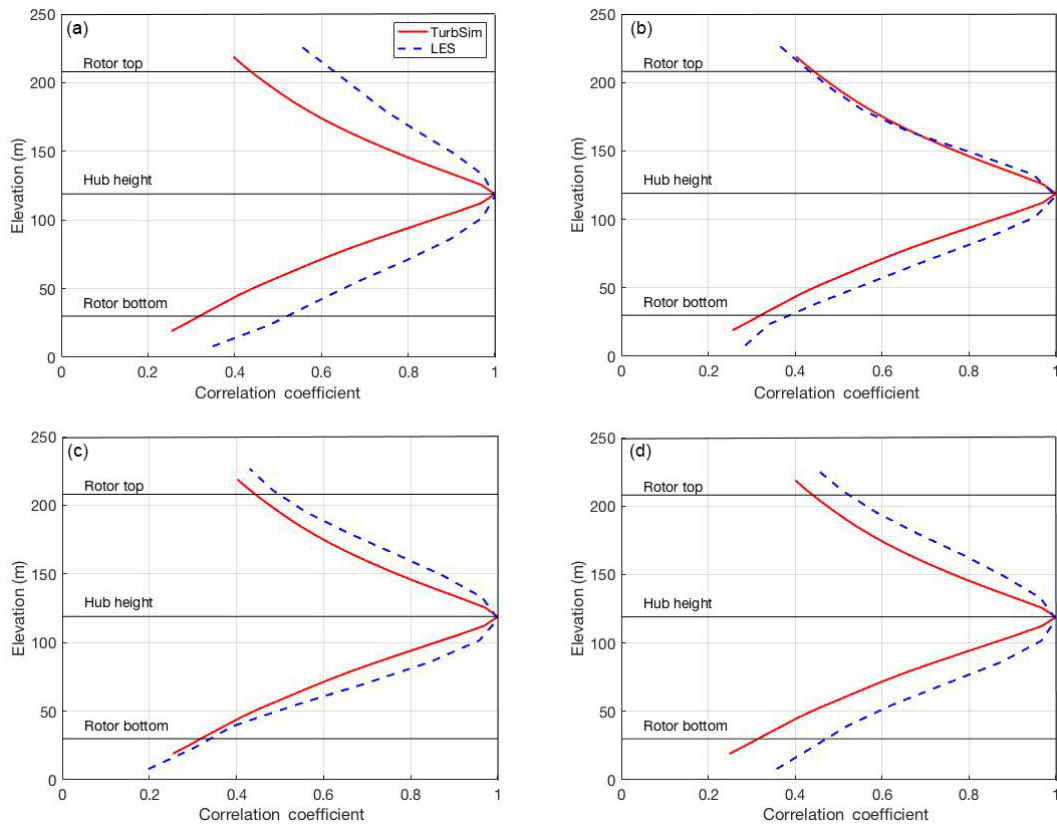 250
(a)
TurbSim
LES
Rotor top
200
150
Elevation (m)
Hub height
100
50
Rotor bottom
0
0 0.2 0.4 0.6 0.8 1
Correlation coefficient
250
(b)
Rotor top
200
150
Elevation (m)
Hub height
100
50
Rotor bottom
0
0 0.2 0.4 0.6 0.8 1
Correlation coefficient
250
(c)
Rotor top
200
150
Elevation (m)
Hub height
100
50
Rotor bottom
0
0 0.2 0.4 0.6 0.8 1
Correlation coefficient
250
(d)
Rotor top
200
150
Elevation (m)
Hub height
100
50
Rotor bottom
0
0 0.2 0.4 0.6 0.8 1
Correlation coefficient